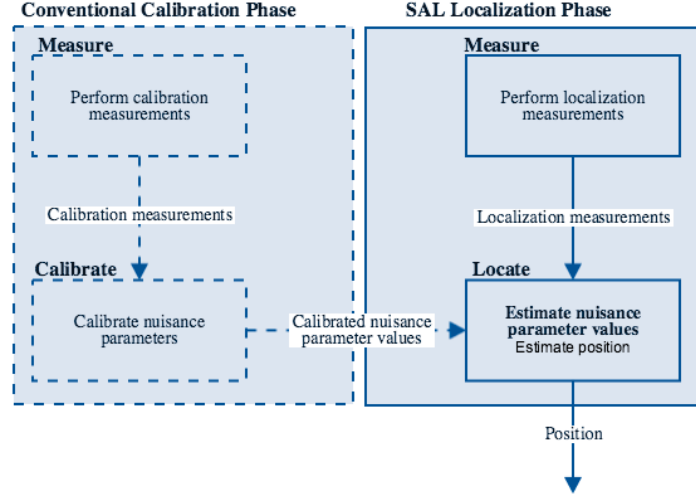 Conventional Calibration Phase
Measure
Perform calibration
measurements
Calibration measurements
Calibrate
Calibrate nuisance
parameters
Calibrated nuisance
parameter values
SAL Localization Phase
Measure
Perform localization
measurements
Localization measurements
Locate
Estimate nuisance
parameter values
Estimate position
Position